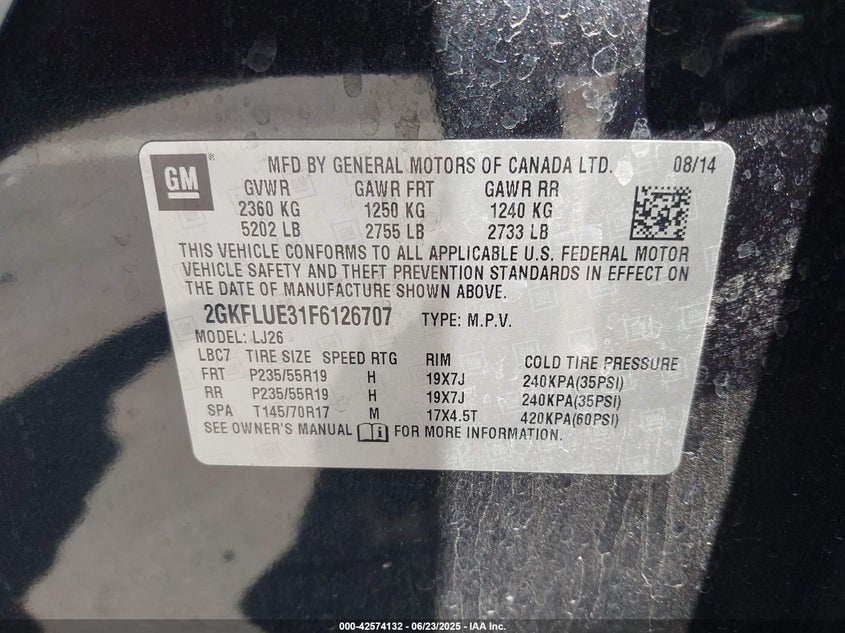 GM ® MFD BY GENERAL MOTORS OF CANADA LTD. 08/14
GVWR GAWR FRT GAWR RR
2360 KG 1250 KG 1240 KG
5202 LB 2755 LB 2733 LB
THIS VEHICLE CONFORMS TO ALL APPLICABLE U.S. FEDERAL MOTOR
VEHICLE SAFETY AND THEFT PREVENTION STANDARDS IN EFFECT ON
THE DATE OF MANUFACTURE SHOWN ABOVE.
2GKFLUE31F6126707 TYPE: M.P.V.
MODEL: LJ26
LBC7 TIRE SIZE SPEED RTG RIM COLD TIRE PRESSURE
FRT P235/55R19 H 19X7J 240KPA(35PSI)
RR P235/55R19 H 19X7J 240KPA(35PSI)
SPA T145/70R17 M 17X4.5T 420KPA(60PSI)
SEE OWNER'S MANUAL FOR MORE INFORMATION.
000-42574132 - 06/23/2025 - IAA Inc.